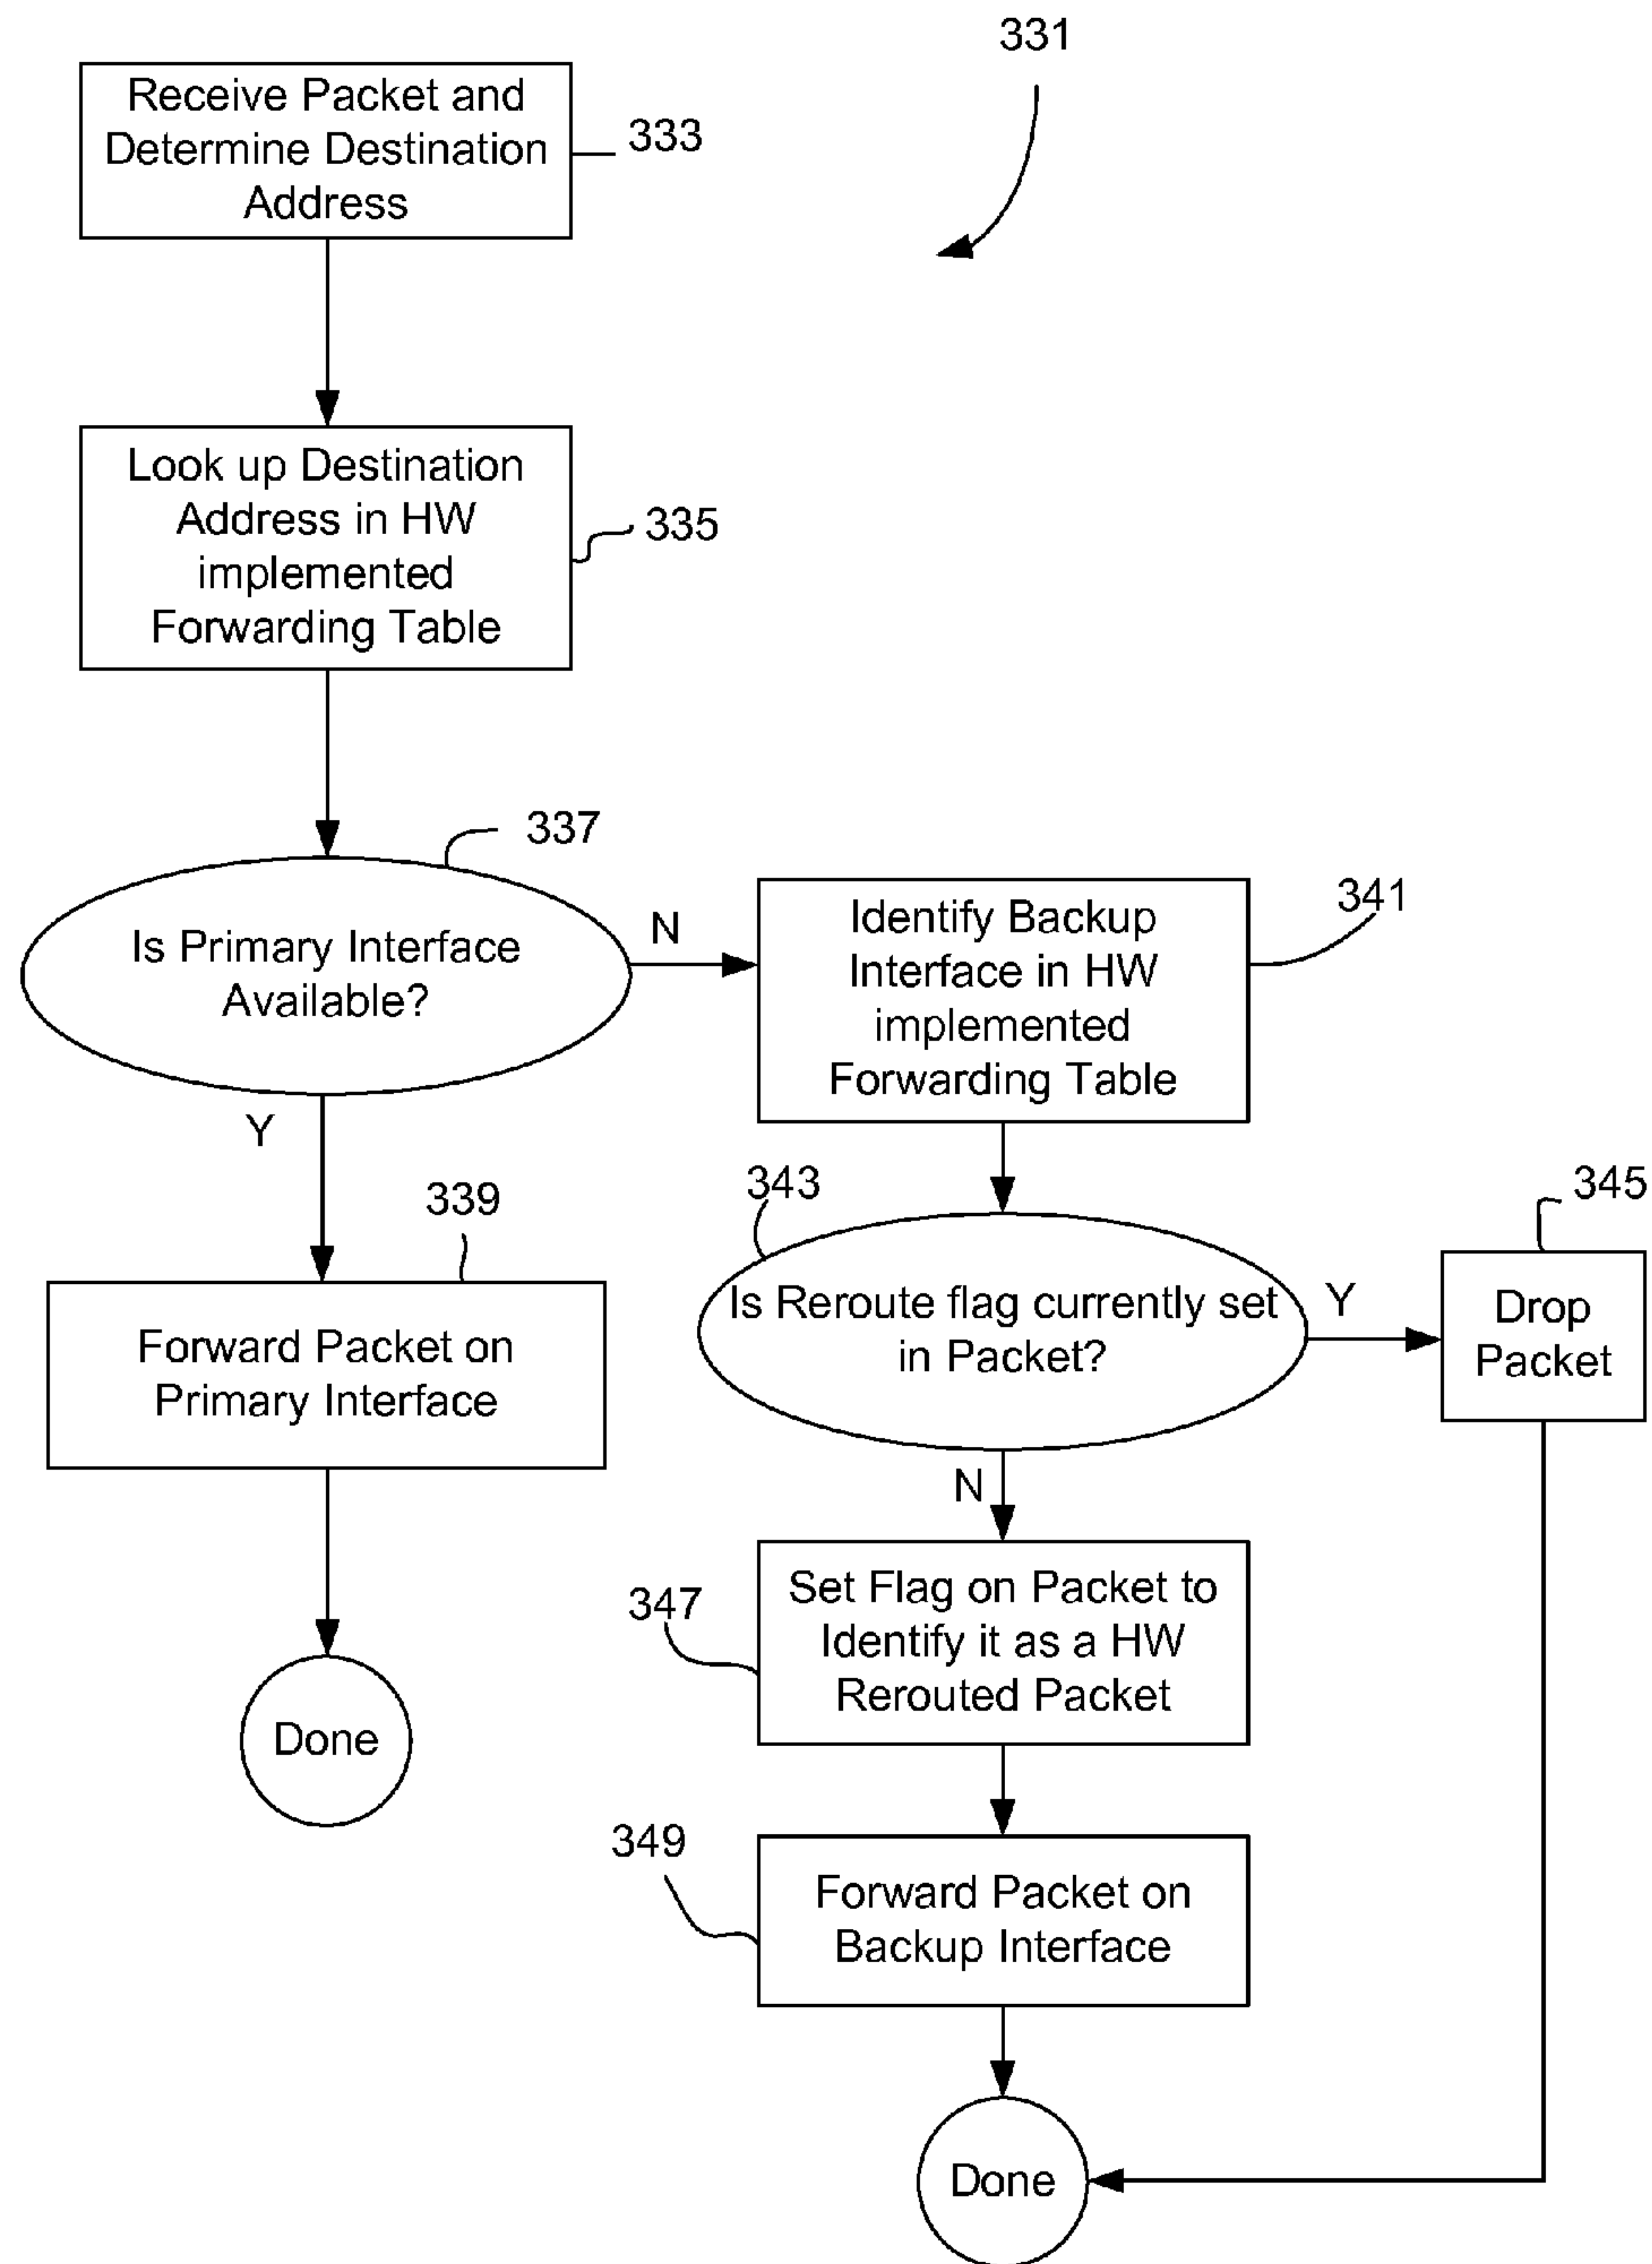 331
Receive Packet and
Determine Destination
Address
333
Look up Destination
Address in HW
implemented
Forwarding Table
335
337
Is Primary Interface
Available?
N
Y
Identify Backup
Interface in HW
implemented
Forwarding Table
341
339
Forward Packet on
Primary Interface
Done
343
Is Reroute flag currently set
in Packet?
Y
N
345
Drop
Packet
347
Set Flag on Packet to
Identify it as a HW
Rerouted Packet
349
Forward Packet on
Backup Interface
Done